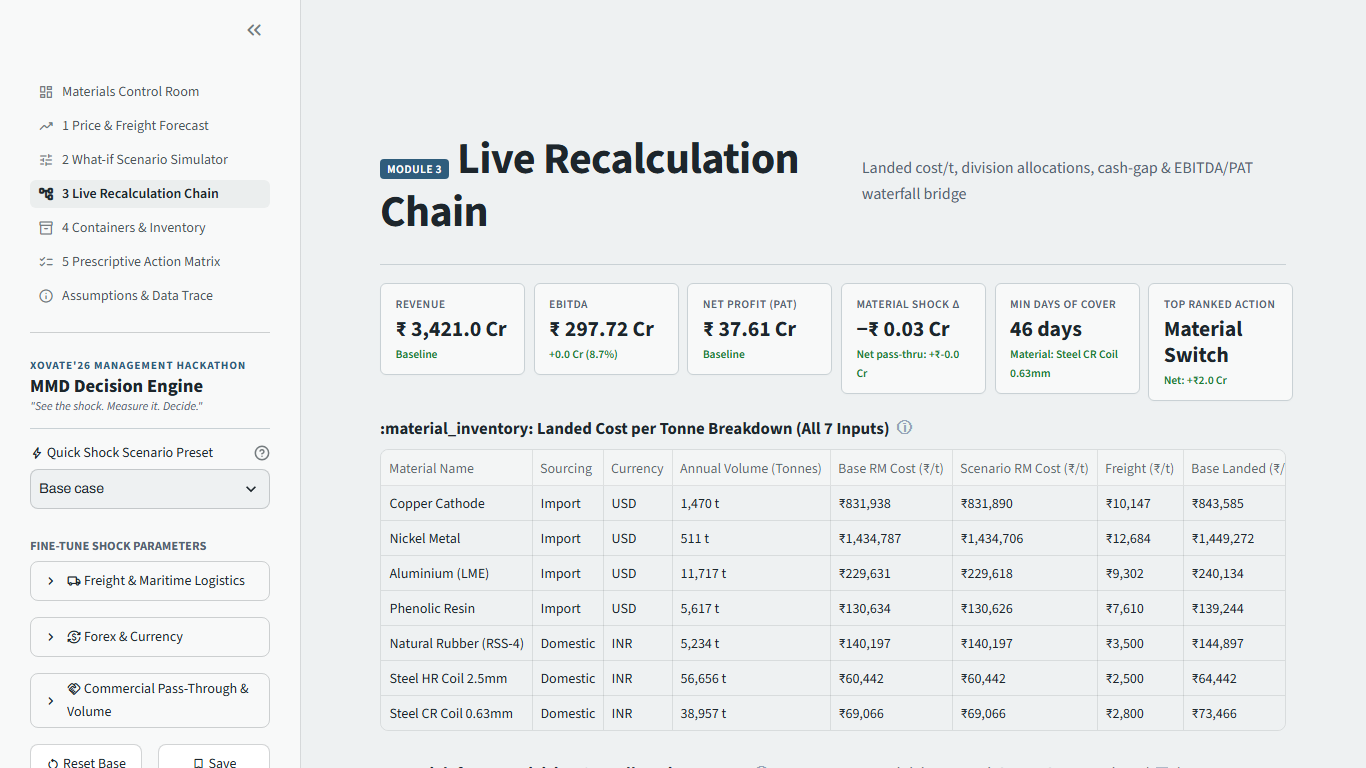 Materials Control Room
1 Price & Freight Forecast
2 What-if Scenario Simulator
3 Live Recalculation Chain
4 Containers & Inventory
5 Prescriptive Action Matrix
Assumptions & Data Trace
XOVATE'26 MANAGEMENT HACKATHON
MMD Decision Engine
"See the shock. Measure it. Decide."
Quick Shock Scenario Preset
Base case
FINE-TUNE SHOCK PARAMETERS
Freight & Maritime Logistics
Forex & Currency
Commercial Pass-Through &
Volume
Reset Base
Save
MODULE 3 Live Recalculation
Chain
Landed cost/t, division allocations, cash-gap & EBITDA/PAT
waterfall bridge
REVENUE
₹ 3,421.0 Cr
Baseline
EBITDA
₹ 297.72 Cr
+0.0 Cr (8.7%)
NET PROFIT (PAT)
₹ 37.61 Cr
Baseline
MATERIAL SHOCK Δ
−₹ 0.03 Cr
Net pass-thru: +₹-0.0
Cr
MIN DAYS OF COVER
46 days
Material: Steel CR Coil
0.63mm
TOP RANKED ACTION
Material
Switch
Net: +₹2.0 Cr
:material_inventory: Landed Cost per Tonne Breakdown (All 7 Inputs)
Material Name Sourcing Currency Annual Volume (Tonnes) Base RM Cost (₹/t) Scenario RM Cost (₹/t) Freight (₹/t) Base Landed (₹/
Copper Cathode Import USD 1,470 t ₹831,938 ₹831,890 ₹10,147 ₹843,585
Nickel Metal Import USD 511 t ₹1,434,787 ₹1,434,706 ₹12,684 ₹1,449,272
Aluminium (LME) Import USD 11,717 t ₹229,631 ₹229,618 ₹9,302 ₹240,134
Phenolic Resin Import USD 5,617 t ₹130,634 ₹130,626 ₹7,610 ₹139,244
Natural Rubber (RSS-4) Domestic INR 5,234 t ₹140,197 ₹140,197 ₹3,500 ₹144,897
Steel HR Coil 2.5mm Domestic INR 56,656 t ₹60,442 ₹60,442 ₹2,500 ₹64,442
Steel CR Coil 0.63mm Domestic INR 38,957 t ₹69,066 ₹69,066 ₹2,800 ₹73,466